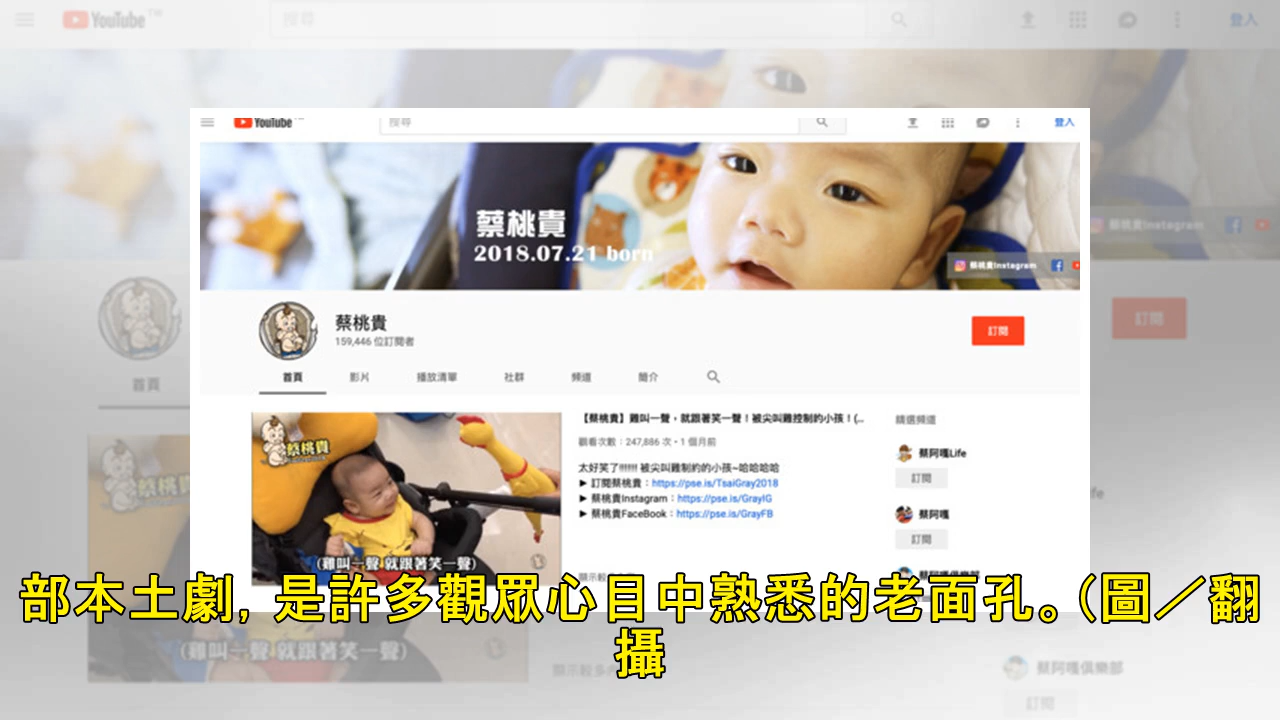 YouTube
搜尋
登入
蔡桃貴
2018.07.21 born
蔡桃貴Instagram
蔡桃貴
159,446 位訂閱者
訂閱
首頁
影片
播放清單
社群
頻道
簡介
【蔡桃貴】雞叫一聲，就跟著笑一聲！被尖叫雞控制的小孩！(...
觀看次數：247,886 次・1 個月前
太好笑了!!!!!!! 被尖叫雞制約的小孩~哈哈哈哈
► 訂閱蔡桃貴：https://pse.is/TsaiGray2018
► 蔡桃貴Instagram：https://pse.is/GrayIG
► 蔡桃貴FaceBook：https://pse.is/GrayFB
精選頻道
蔡阿嘎Life
訂閱
蔡阿嘎
訂閱
蔡阿嘎俱樂部
蔡桃貴
(雞叫一聲 就跟著笑一聲)
部本土劇, 是許多觀眾心目中熟悉的老面孔。(圖／翻
攝